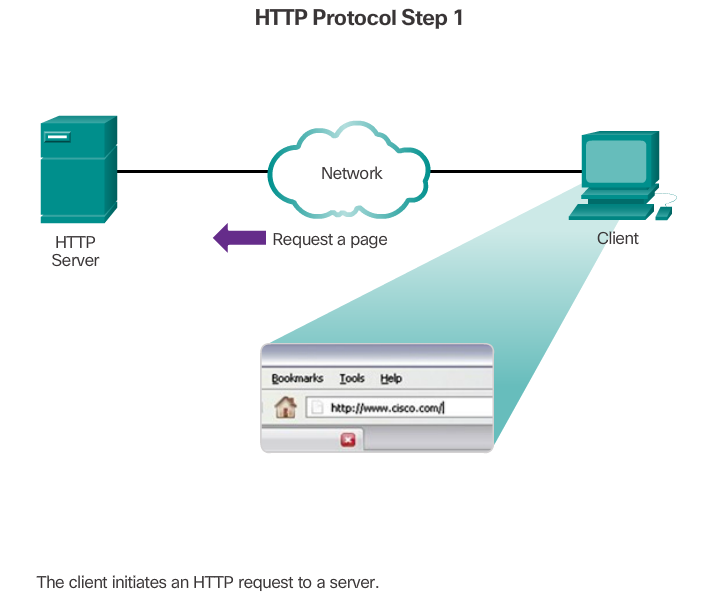 HTTP Protocol Step 1
Network
HTTP
Server
Request a page
Client
Bookmarks Tools Help
http://www.cisco.com/
The client initiates an HTTP request to a server.